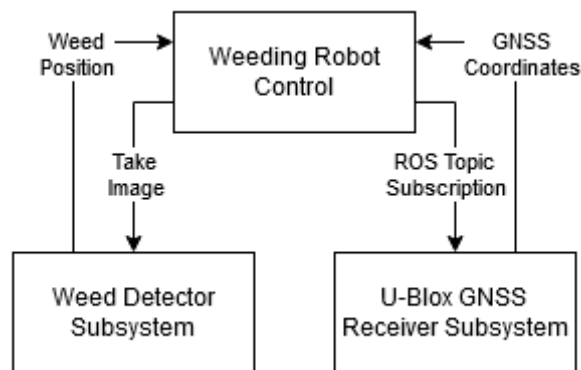 Weed
Position
Weeding Robot
Control
GNSS
Coordinates
Take
Image
ROS Topic
Subscription
Weed Detector
Subsystem
U-Blox GNSS
Receiver Subsystem